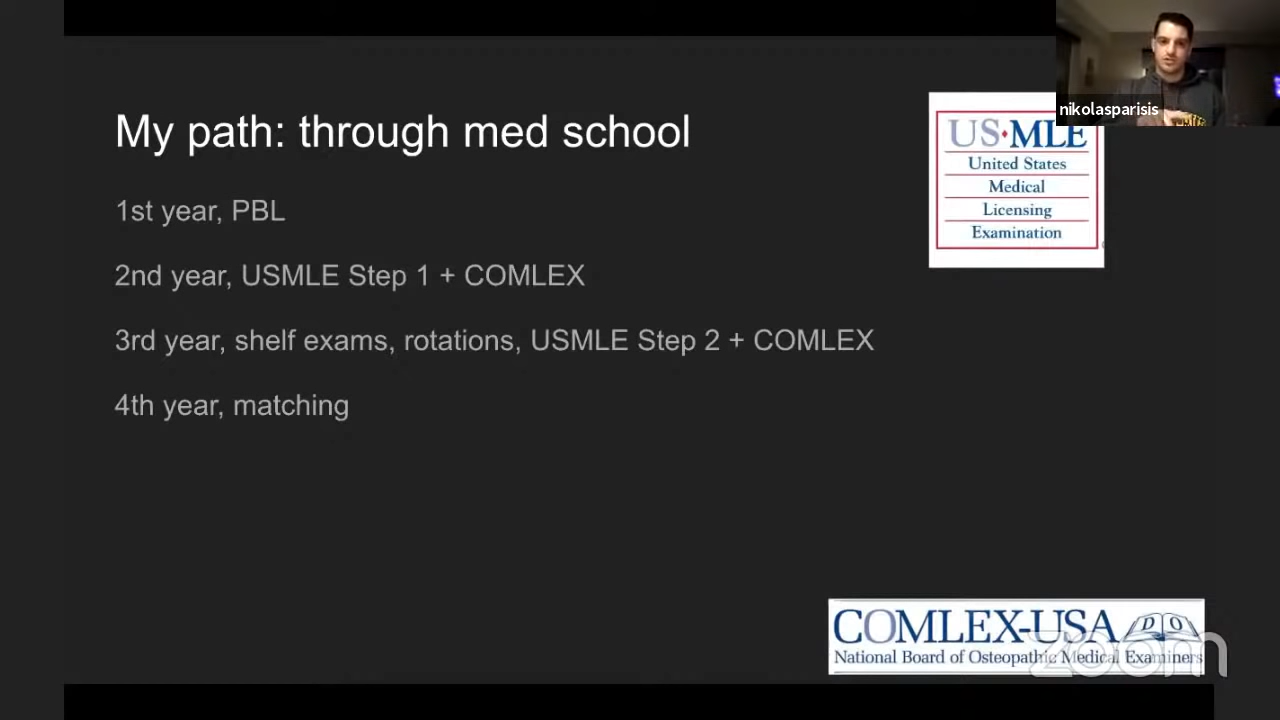 My path: through med school
1st year, PBL
2nd year, USMLE Step 1 + COMLEX
3rd year, shelf exams, rotations, USMLE Step 2 + COMLEX
4th year, matching
nikolasparisis
US·MLE
United States
Medical
Licensing
Examination
COMLEX-USA
DO
National Board of Osteopathic Medical Examiners
zoom